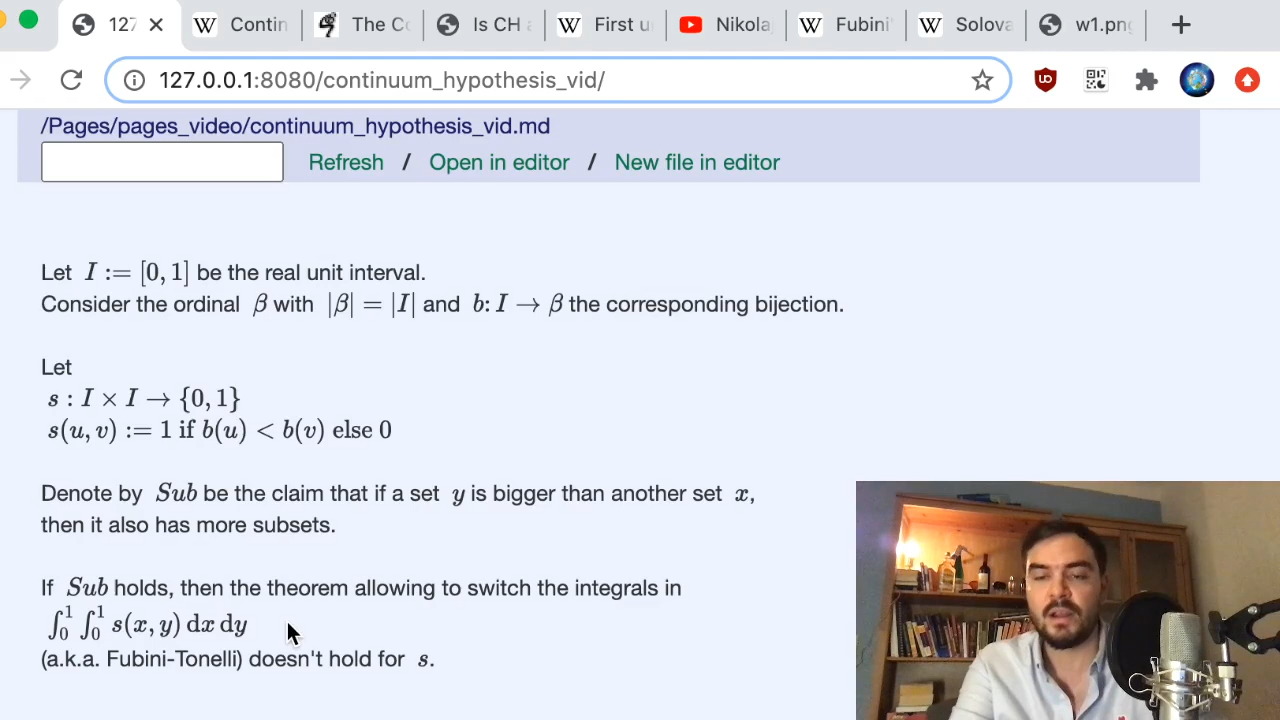 127
Contin
The Co
Is CH a
First u
Nikola
Fubini'
Solova
w1.png
127.0.0.1:8080/continuum_hypothesis_vid/
/Pages/pages_video/continuum_hypothesis_vid.md
Refresh / Open in editor / New file in editor
Let I := [0, 1] be the real unit interval.
Consider the ordinal β with |β| = |I| and b: I → β the corresponding bijection.
Let
s : I × I → {0, 1}
s(u, v) := 1 if b(u) < b(v) else 0
Denote by Sub be the claim that if a set y is bigger than another set x,
then it also has more subsets.
If Sub holds, then the theorem allowing to switch the integrals in
∫₀¹ ∫₀¹ s(x, y) dx dy
(a.k.a. Fubini-Tonelli) doesn't hold for s.